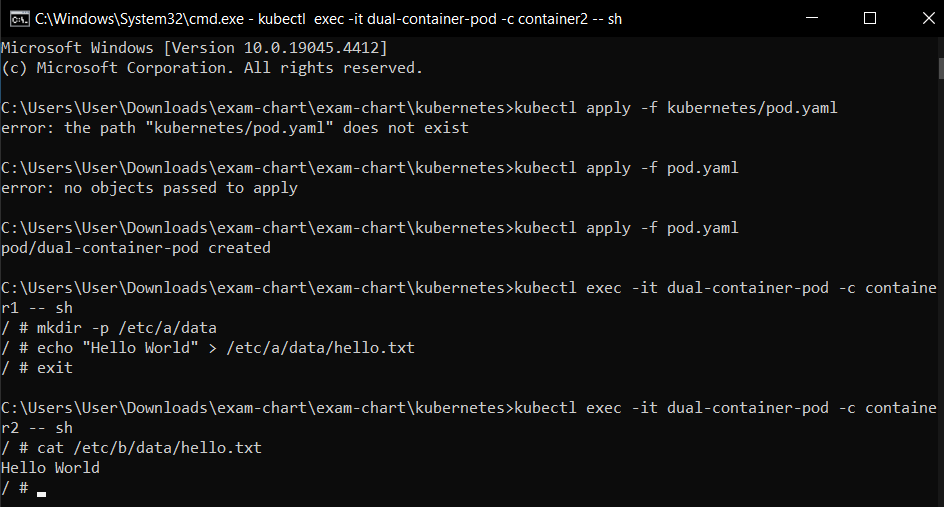 C:\Windows\System32\cmd.exe - kubectl  exec -it dual-container-pod -c container2 -- sh
Microsoft Windows [Version 10.0.19045.4412]
(c) Microsoft Corporation. All rights reserved.
C:\Users\User\Downloads\exam-chart\exam-chart\kubernetes>kubectl apply -f kubernetes/pod.yaml
error: the path "kubernetes/pod.yaml" does not exist
C:\Users\User\Downloads\exam-chart\exam-chart\kubernetes>kubectl apply -f pod.yaml
error: no objects passed to apply
C:\Users\User\Downloads\exam-chart\exam-chart\kubernetes>kubectl apply -f pod.yaml
pod/dual-container-pod created
C:\Users\User\Downloads\exam-chart\exam-chart\kubernetes>kubectl exec -it dual-container-pod -c containe
r1 -- sh
/ # mkdir -p /etc/a/data
/ # echo "Hello World" > /etc/a/data/hello.txt
/ # exit
C:\Users\User\Downloads\exam-chart\exam-chart\kubernetes>kubectl exec -it dual-container-pod -c containe
r2 -- sh
/ # cat /etc/b/data/hello.txt
Hello World
/ #